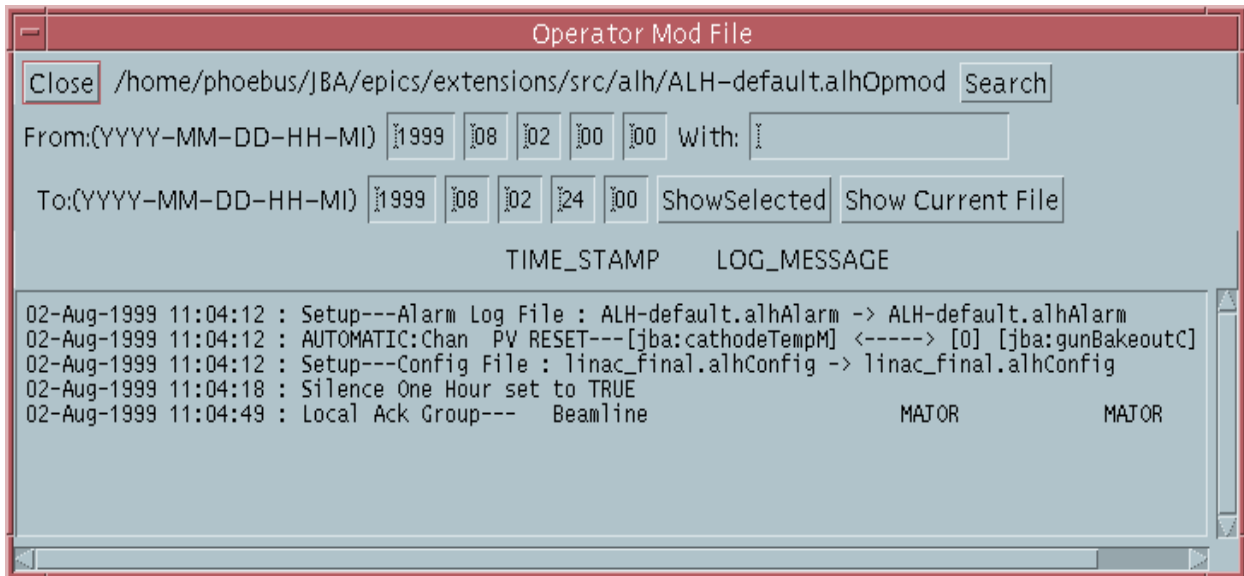 Operator Mod File
Close /home/phoebus/JBA/epics/extensions/src/alh/ALH-default.alhOpmod Search
From:(YYYY-MM-DD-HH-MI) 1999 08 02 00 00 With:
To:(YYYY-MM-DD-HH-MI) 1999 08 02 24 00 ShowSelected Show Current File
TIME_STAMP LOG_MESSAGE
02-Aug-1999 11:04:12 : Setup---Alarm Log File : ALH-default.alhAlarm -> ALH-default.alhAlarm
02-Aug-1999 11:04:12 : AUTOMATIC:Chan PV RESET---[jba:cathodeTempM] <-----> [0] [jba:gunBakeoutC]
02-Aug-1999 11:04:12 : Setup---Config File : linac_final.alhConfig -> linac_final.alhConfig
02-Aug-1999 11:04:18 : Silence One Hour set to TRUE
02-Aug-1999 11:04:49 : Local Ack Group--- Beamline MAJOR MAJOR